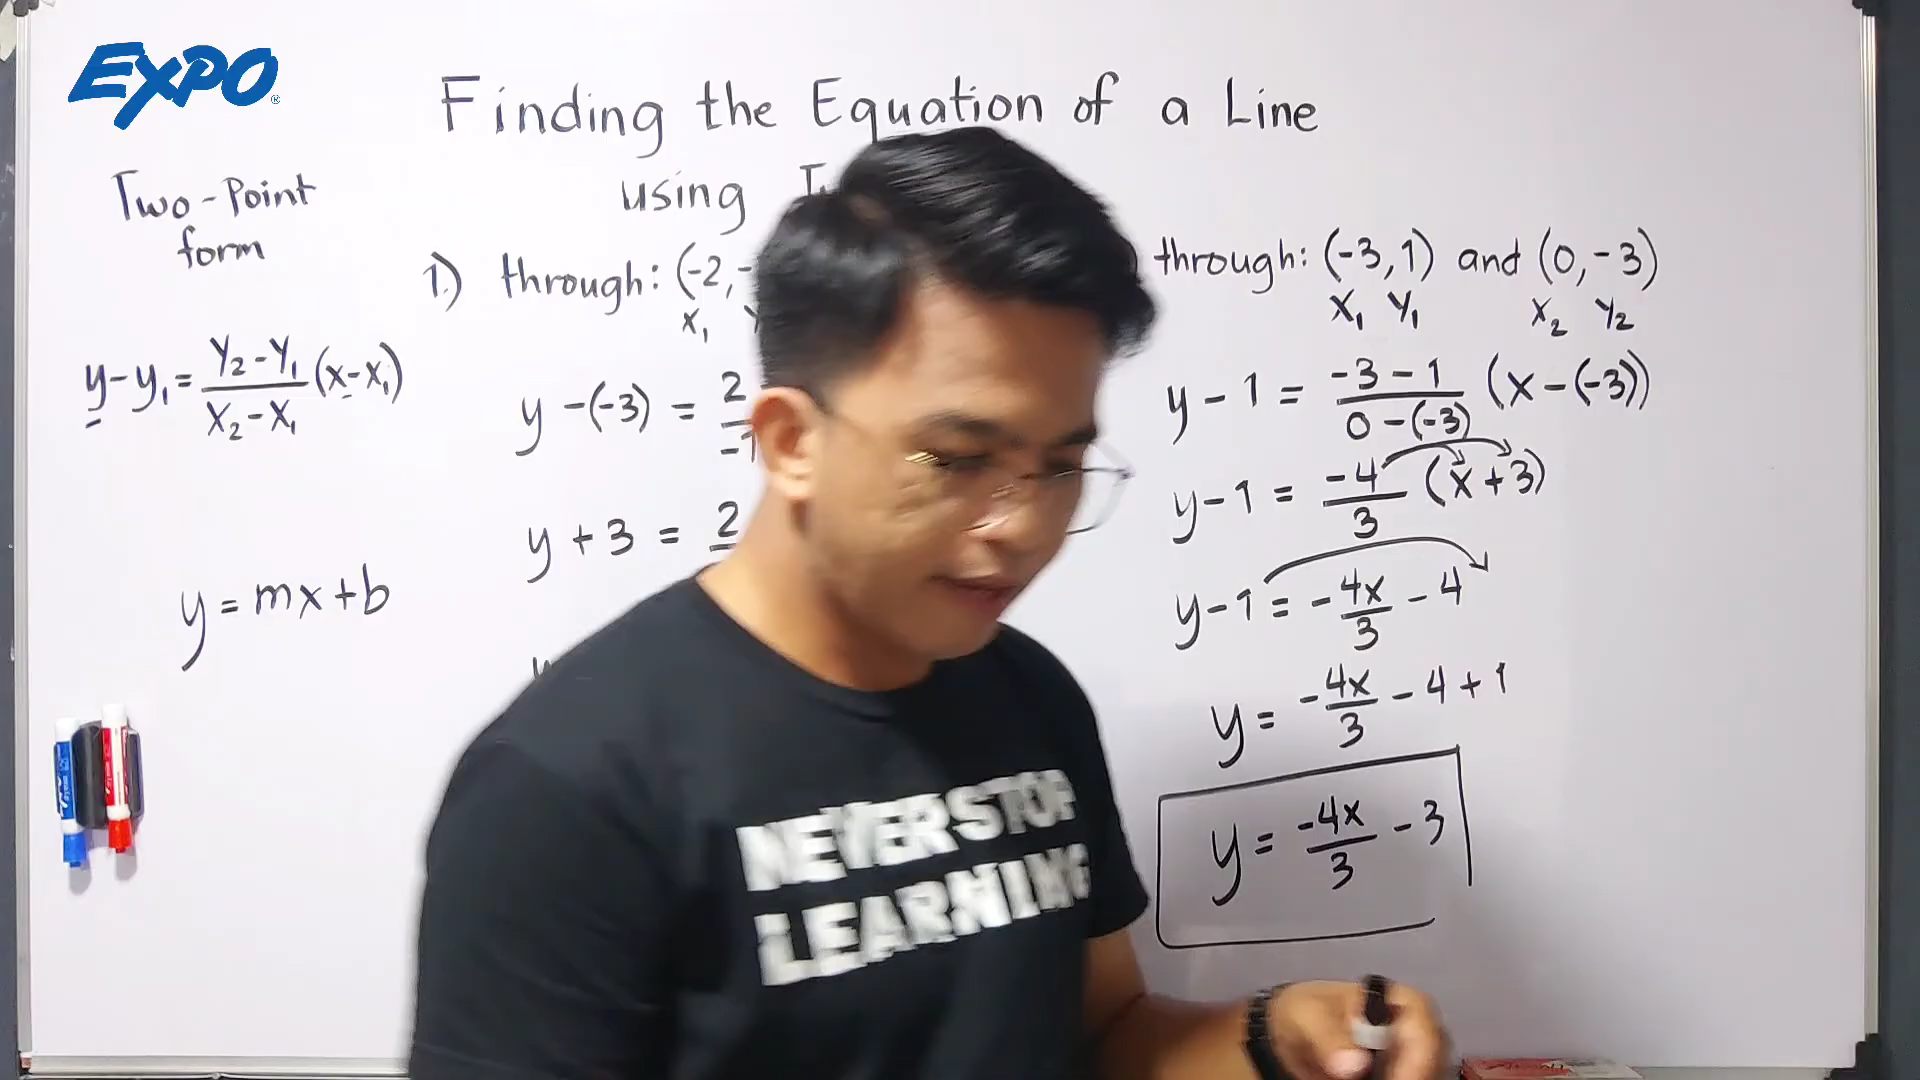 EXPO
Finding the Equation of a Line
using
Two-Point
form
y-y₁ = y₂-y₁/x₂-x₁ (x-x₁)
y = mx+b
1.) through: (-2,
x₁
y -(-3) = 2/-1
y + 3 = 2
through: (-3, 1) and (0, -3)
x₁ y₁ x₂ y₂
y - 1 = -3 - 1/0 - (-3) (x - (-3))
y - 1 = -4/3 (x + 3)
y - 1 = -4x/3 - 4
y = -4x/3 - 4 + 1
y = -4x/3 - 3
NEVER STOP
LEARNING